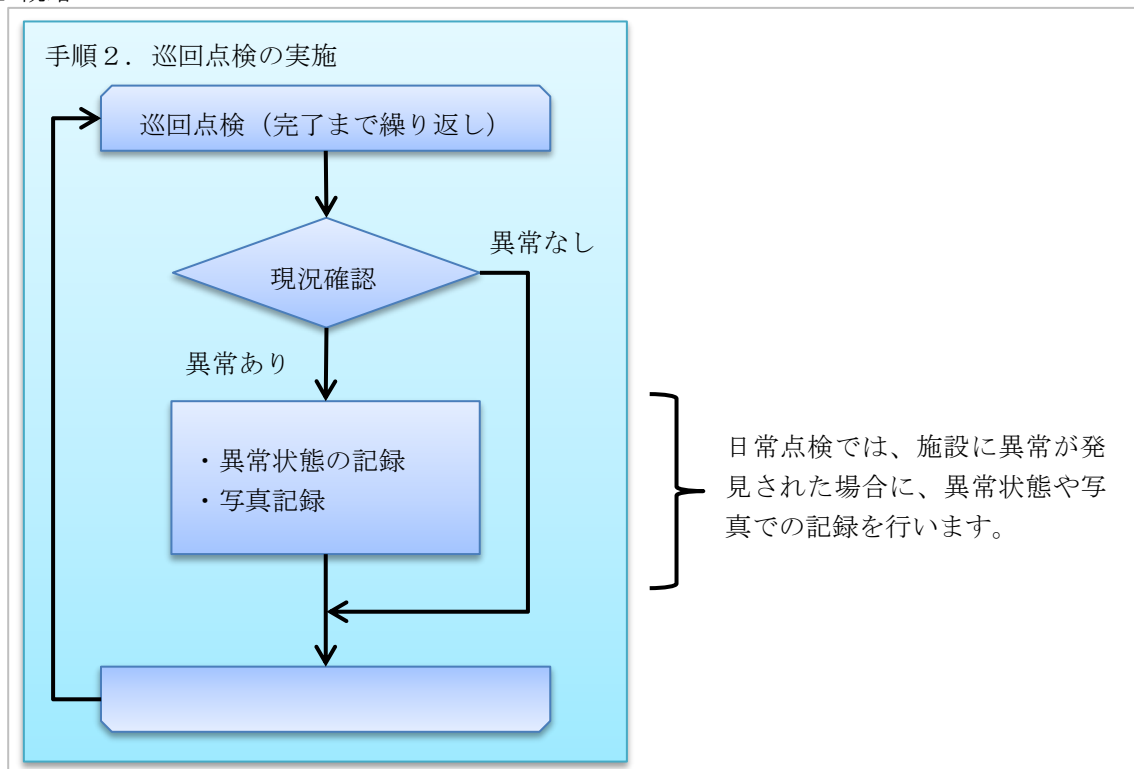 手順２．巡回点検の実施
巡回点検（完了まで繰り返し）
現況確認
異常なし
異常あり
・異常状態の記録
・写真記録
日常点検では、施設に異常が発
見された場合に、異常状態や写
真での記録を行います。